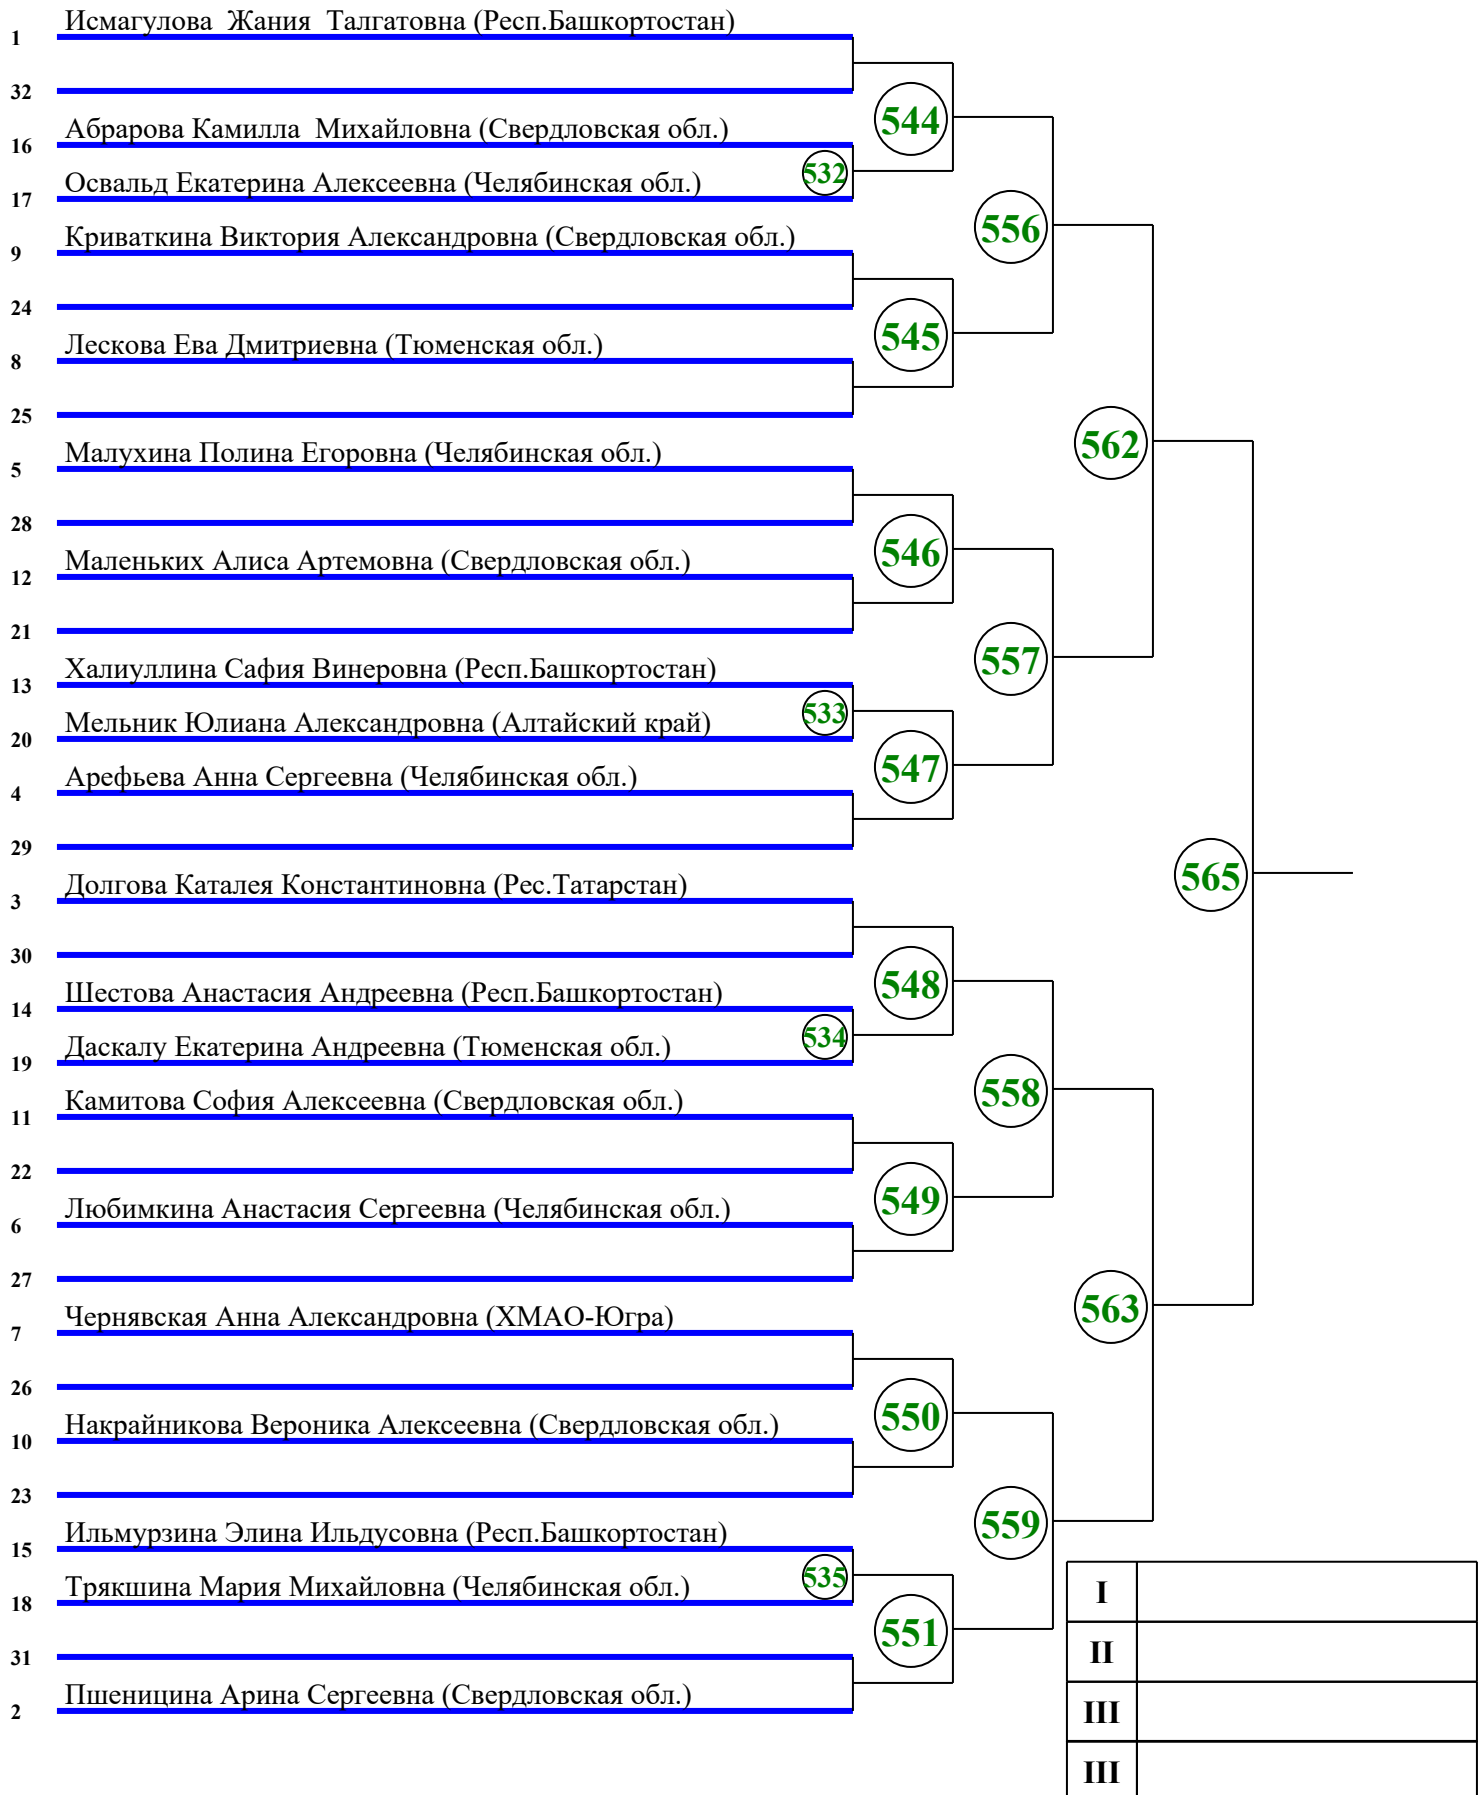 Исмагулова  Жания  Талгатовна (Респ.Башкортостан)
1
32
544
Абрарова Камилла  Михайловна (Свердловская обл.)
16
532
Освальд Екатерина Алексеевна (Челябинская обл.)
17
556
Криваткина Виктория Александровна (Свердловская обл.)
9
24
545
Лескова Ева Дмитриевна (Тюменская обл.)
8
25
562
Малухина Полина Егоровна (Челябинская обл.)
5
28
546
Маленьких Алиса Артемовна (Свердловская обл.)
12
21
557
Халиуллина Сафия Винеровна (Респ.Башкортостан)
13
533
Мельник Юлиана Александровна (Алтайский край)
20
547
Арефьева Анна Сергеевна (Челябинская обл.)
4
29
565
Долгова Каталея Константиновна (Рес.Татарстан)
3
30
548
Шестова Анастасия Андреевна (Респ.Башкортостан)
14
534
Даскалу Екатерина Андреевна (Тюменская обл.)
19
558
Камитова София Алексеевна (Свердловская обл.)
11
22
549
Любимкина Анастасия Сергеевна (Челябинская обл.)
6
27
563
Чернявская Анна Александровна (ХМАО-Югра)
7
26
550
Накрайникова Вероника Алексеевна (Свердловская обл.)
10
23
559
Ильмурзина Элина Ильдусовна (Респ.Башкортостан)
15
535
Трякшина Мария Михайловна (Челябинская обл.)
18
I
551
31
II
Пшеницина Арина Сергеевна (Свердловская обл.)
2
III
III